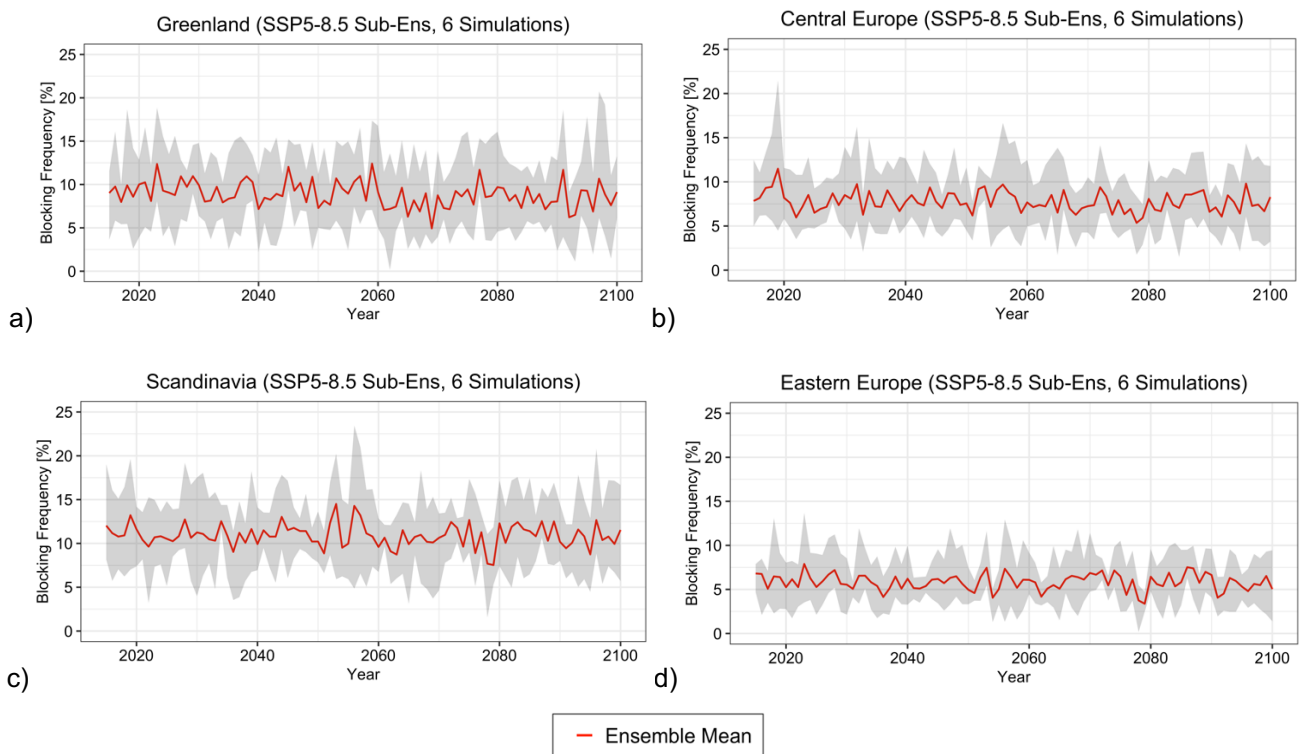 Greenland (SSP5-8.5 Sub-Ens, 6 Simulations)
25
20
15
10
5
0
Blocking Frequency [%]
2020 2040 2060 2080 2100
Year
a)
Central Europe (SSP5-8.5 Sub-Ens, 6 Simulations)
25
20
15
10
5
0
Blocking Frequency [%]
2020 2040 2060 2080 2100
Year
b)
Scandinavia (SSP5-8.5 Sub-Ens, 6 Simulations)
25
20
15
10
5
0
Blocking Frequency [%]
2020 2040 2060 2080 2100
Year
c)
Eastern Europe (SSP5-8.5 Sub-Ens, 6 Simulations)
25
20
15
10
5
0
Blocking Frequency [%]
2020 2040 2060 2080 2100
Year
d)
Ensemble Mean